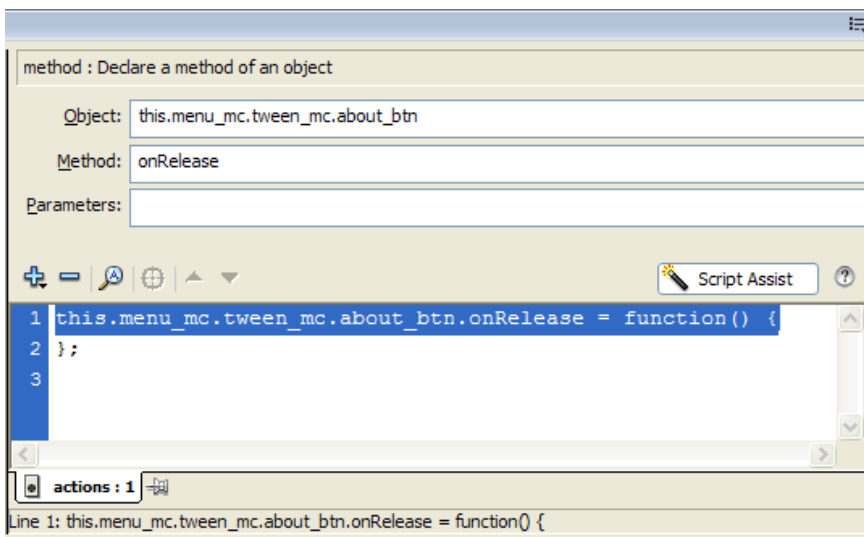 method : Declare a method of an object
Object: this.menu_mc.tween_mc.about_btn
Method: onRelease
Parameters:
Script Assist
1 this.menu_mc.tween_mc.about_btn.onRelease = function() {
2 };
3
actions : 1
Line 1: this.menu_mc.tween_mc.about_btn.onRelease = function() {